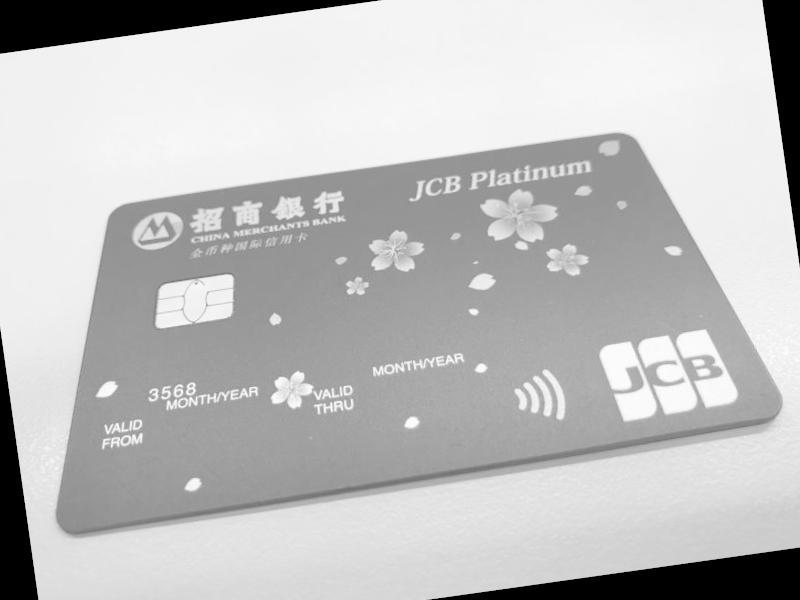 招商銀行
CHINA MERCHANTS BANK
全币种国际信用卡
JCB Platinum
3568
MONTH/YEAR
MONTH/YEAR
VALID
FROM
VALID
THRU
JCB